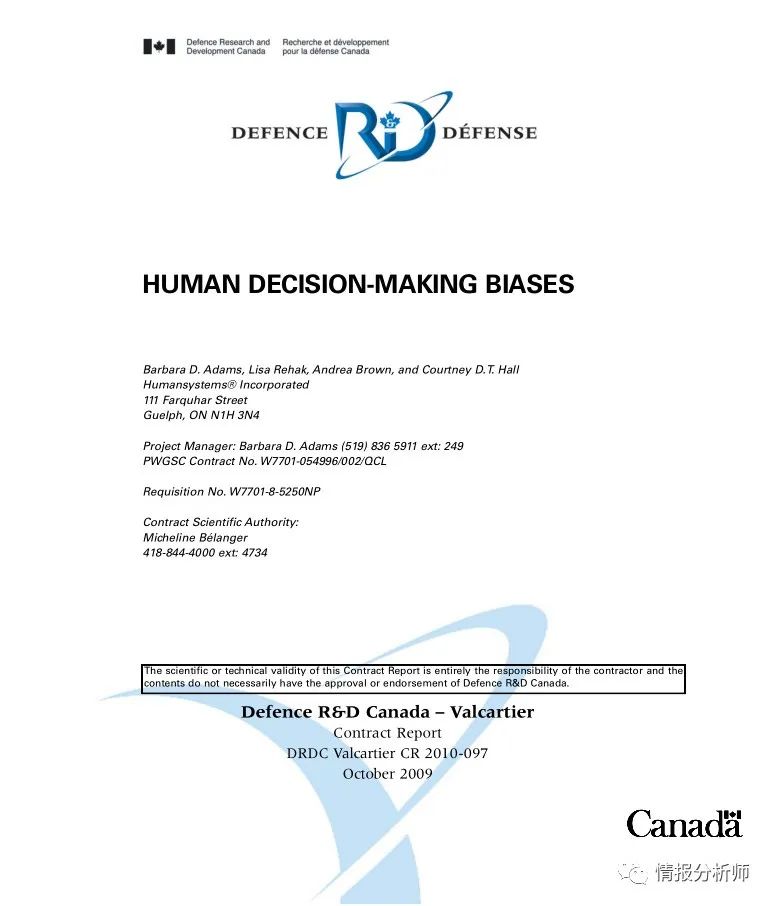 Defence Research and
Development Canada
Recherche et développement
pour la défense Canada
DEFENCE R&D DÉFENSE
HUMAN DECISION-MAKING BIASES
Barbara D. Adams, Lisa Rehak, Andrea Brown, and Courtney D.T. Hall
Humansystems® Incorporated
111 Farquhar Street
Guelph, ON N1H 3N4
Project Manager: Barbara D. Adams (519) 836 5911 ext: 249
PWGSC Contract No. W7701-054996/002/QCL
Requisition No. W7701-8-5250NP
Contract Scientific Authority:
Micheline Bélanger
418-844-4000 ext: 4734
The scientific or technical validity of this Contract Report is entirely the responsibility of the contractor and the
contents do not necessarily have the approval or endorsement of Defence R&D Canada.
Defence R&D Canada – Valcartier
Contract Report
DRDC Valcartier CR 2010-097
October 2009
Canada
情报分析师